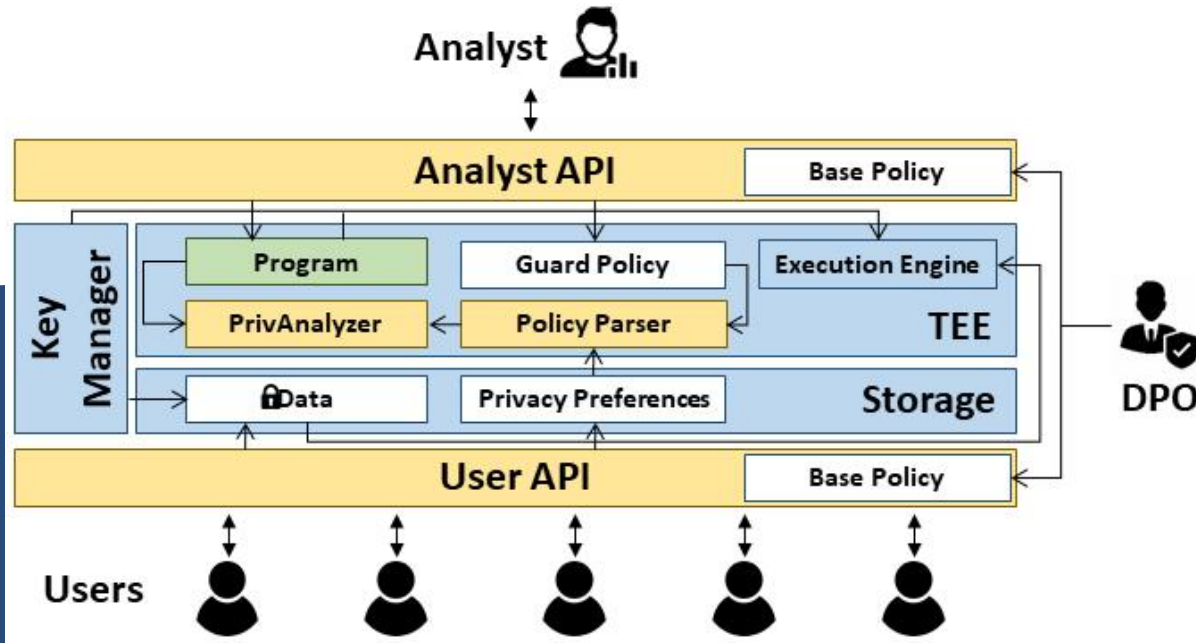 Analyst
Analyst API
Base Policy
Key
Manager
Program
Guard Policy
Execution Engine
PrivAnalyzer
Policy Parser
TEE
Data
Privacy Preferences
Storage
DPO
User API
Base Policy
Users